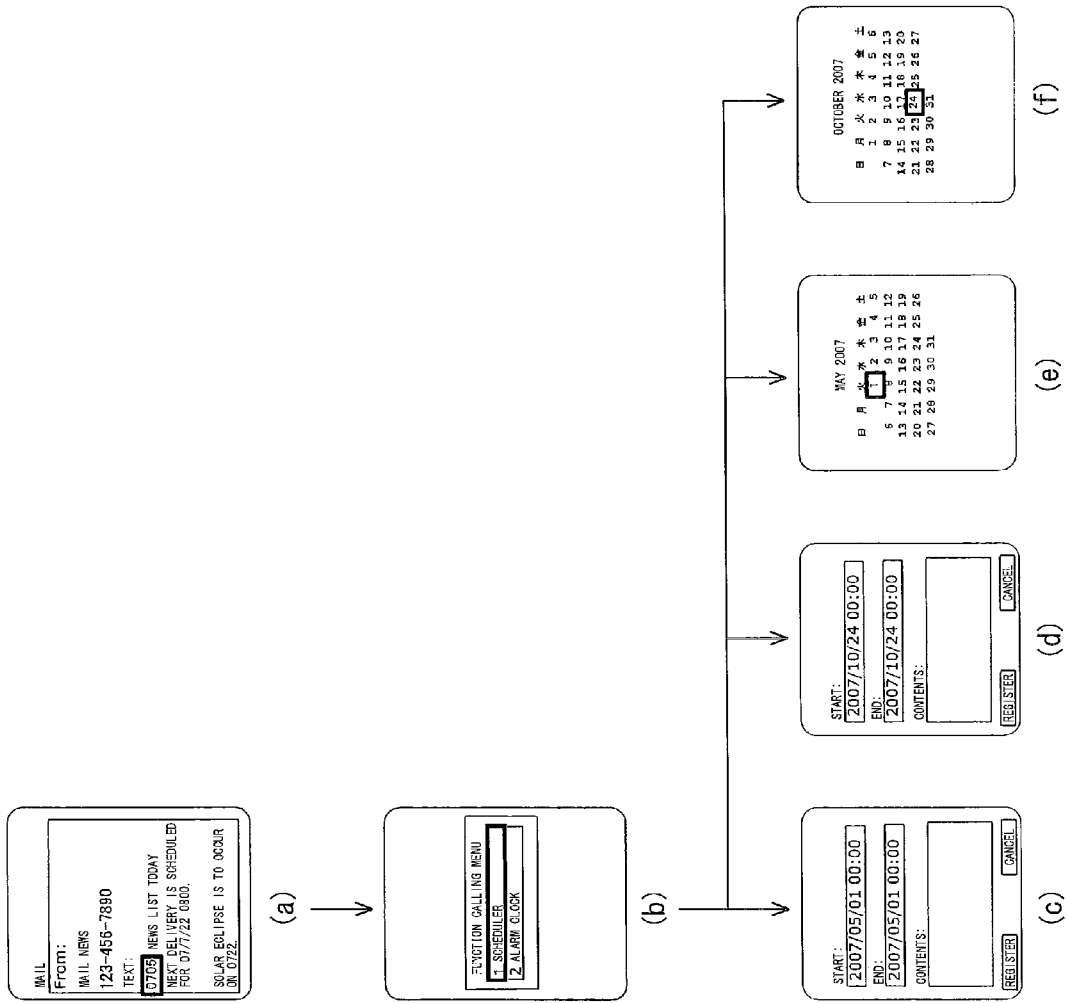 MAIL
From:
MAIL NEWS
123-456-7890
TEXT:
0705 NEWS LIST TODAY
NEXT DELIVERY IS SCHEDULED
FOR 07/7/22 0800.
SOLAR ECLIPSE IS TO OCCUR
ON 0722.
(a)
FUNCTION CALLING MENU
1 SCHEDULER
2 ALARM CLOCK
(b)
START:
2007/05/01 00:00
END:
2007/05/01 00:00
CONTENTS:
REGISTER CANCEL
(c)
START:
2007/10/24 00:00
END:
2007/10/24 00:00
CONTENTS:
REGISTER CANCEL
(d)
MAY 2007
日 月 火 水 木 金 土
1 2 3 4 5
6 7 8 9 10 11 12
13 14 15 16 17 18 19
20 21 22 23 24 25 26
27 28 29 30 31
(e)
OCTOBER 2007
日 月 火 水 木 金 土
1 2 3 4 5 6
7 8 9 10 11 12 13
14 15 16 17 18 19 20
21 22 23 24 25 26 27
28 29 30 31
(f)